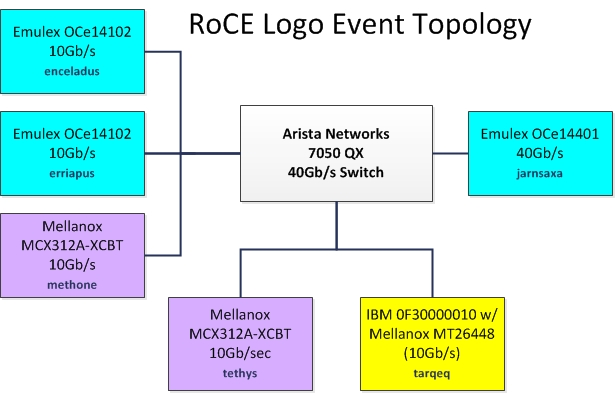 RoCE Logo Event Topology
Emulex OCe14102
10Gb/s
enceladus
Emulex OCe14102
10Gb/s
erriapus
Mellanox
MCX312A-XCBT
10Gb/s
methone
Arista Networks
7050 QX
40Gb/s Switch
Emulex OCe14401
40Gb/s
jarnsaxa
Mellanox
MCX312A-XCBT
10Gb/sec
tethys
IBM 0F30000010 w/
Mellanox MT26448
(10Gb/s)
tarqeq